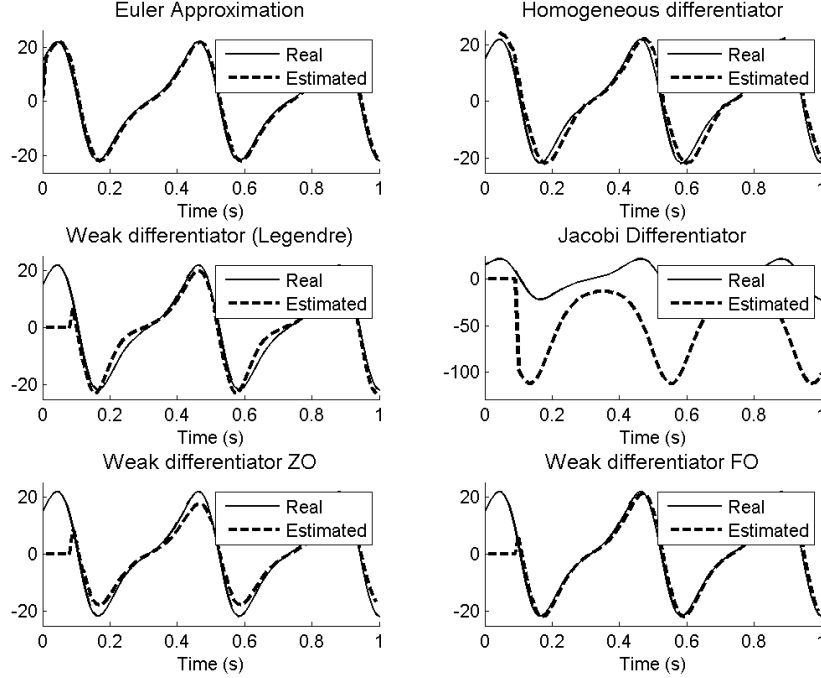 Euler Approximation
Real
Estimated
20
0
-20
0 0.2 0.4 0.6 0.8 1
Time (s)
Homogeneous differentiator
Real
Estimated
20
0
-20
0 0.2 0.4 0.6 0.8 1
Time (s)
Weak differentiator (Legendre)
Real
Estimated
20
0
-20
0 0.2 0.4 0.6 0.8 1
Time (s)
Jacobi Differentiator
Real
Estimated
0
-50
-100
0 0.2 0.4 0.6 0.8 1
Time (s)
Weak differentiator ZO
Real
Estimated
20
0
-20
0 0.2 0.4 0.6 0.8 1
Time (s)
Weak differentiator FO
Real
Estimated
20
0
-20
0 0.2 0.4 0.6 0.8 1
Time (s)